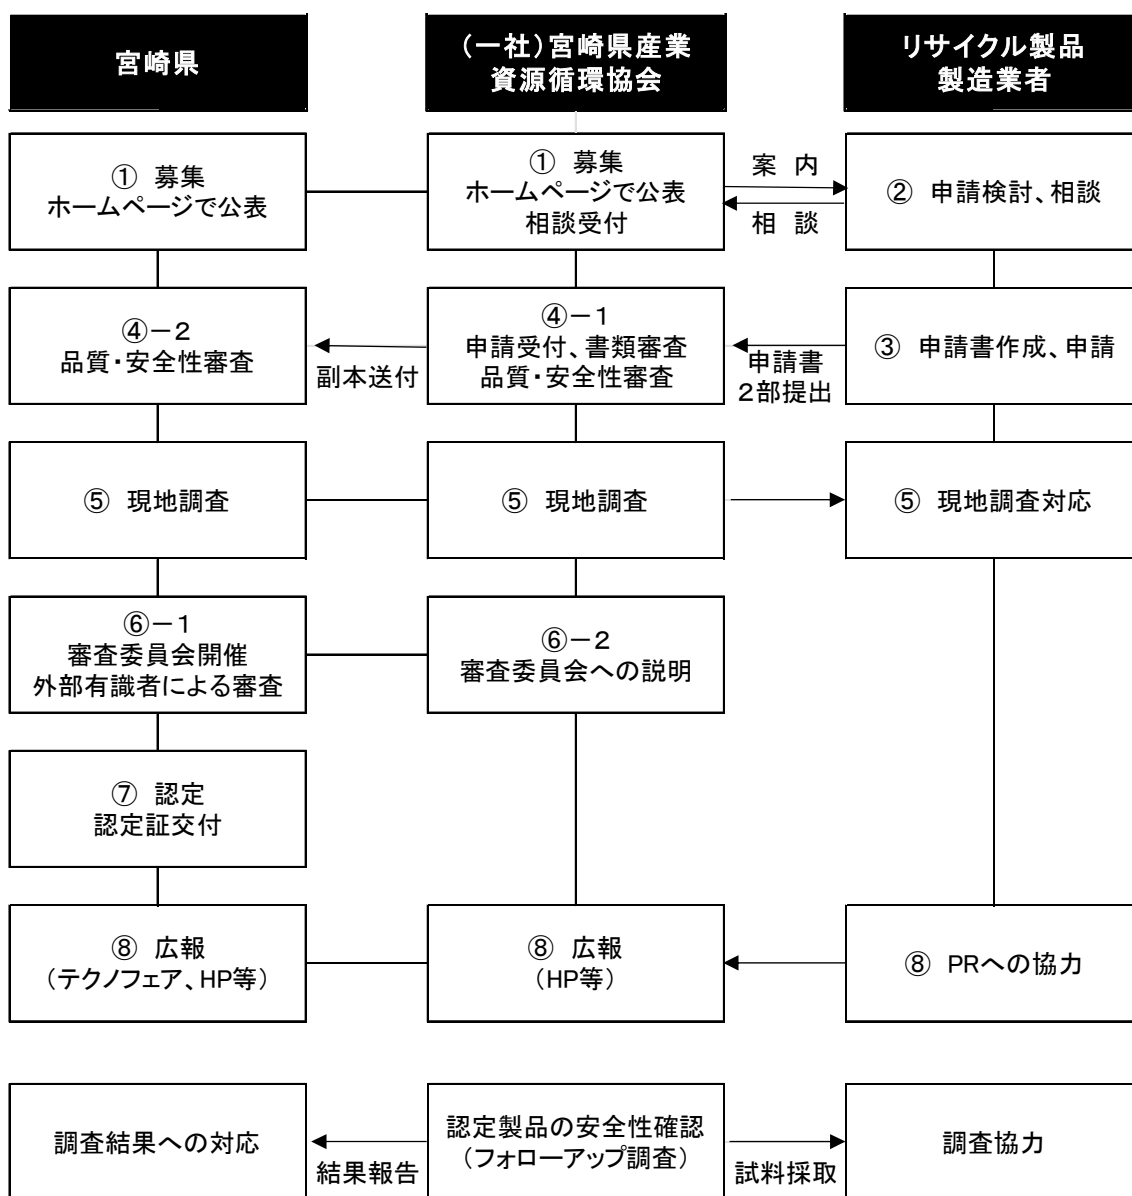 宮崎県
（一社）宮崎県産業
資源循環協会
リサイクル製品
製造業者
① 募集
ホームページで公表
① 募集
ホームページで公表
相談受付
案 内
相 談
② 申請検討、相談
④－２
品質・安全性審査
副本送付
④－１
申請受付、書類審査
品質・安全性審査
申請書
２部提出
③ 申請書作成、申請
⑤ 現地調査
⑤ 現地調査
⑤ 現地調査対応
⑥－１
審査委員会開催
外部有識者による審査
⑥－２
審査委員会への説明
⑦ 認定
認定証交付
⑧ 広報
（テクノフェア、HP等）
⑧ 広報
（HP等）
⑧ PRへの協力
調査結果への対応
結果報告
認定製品の安全性確認
（フォローアップ調査）
試料採取
調査協力